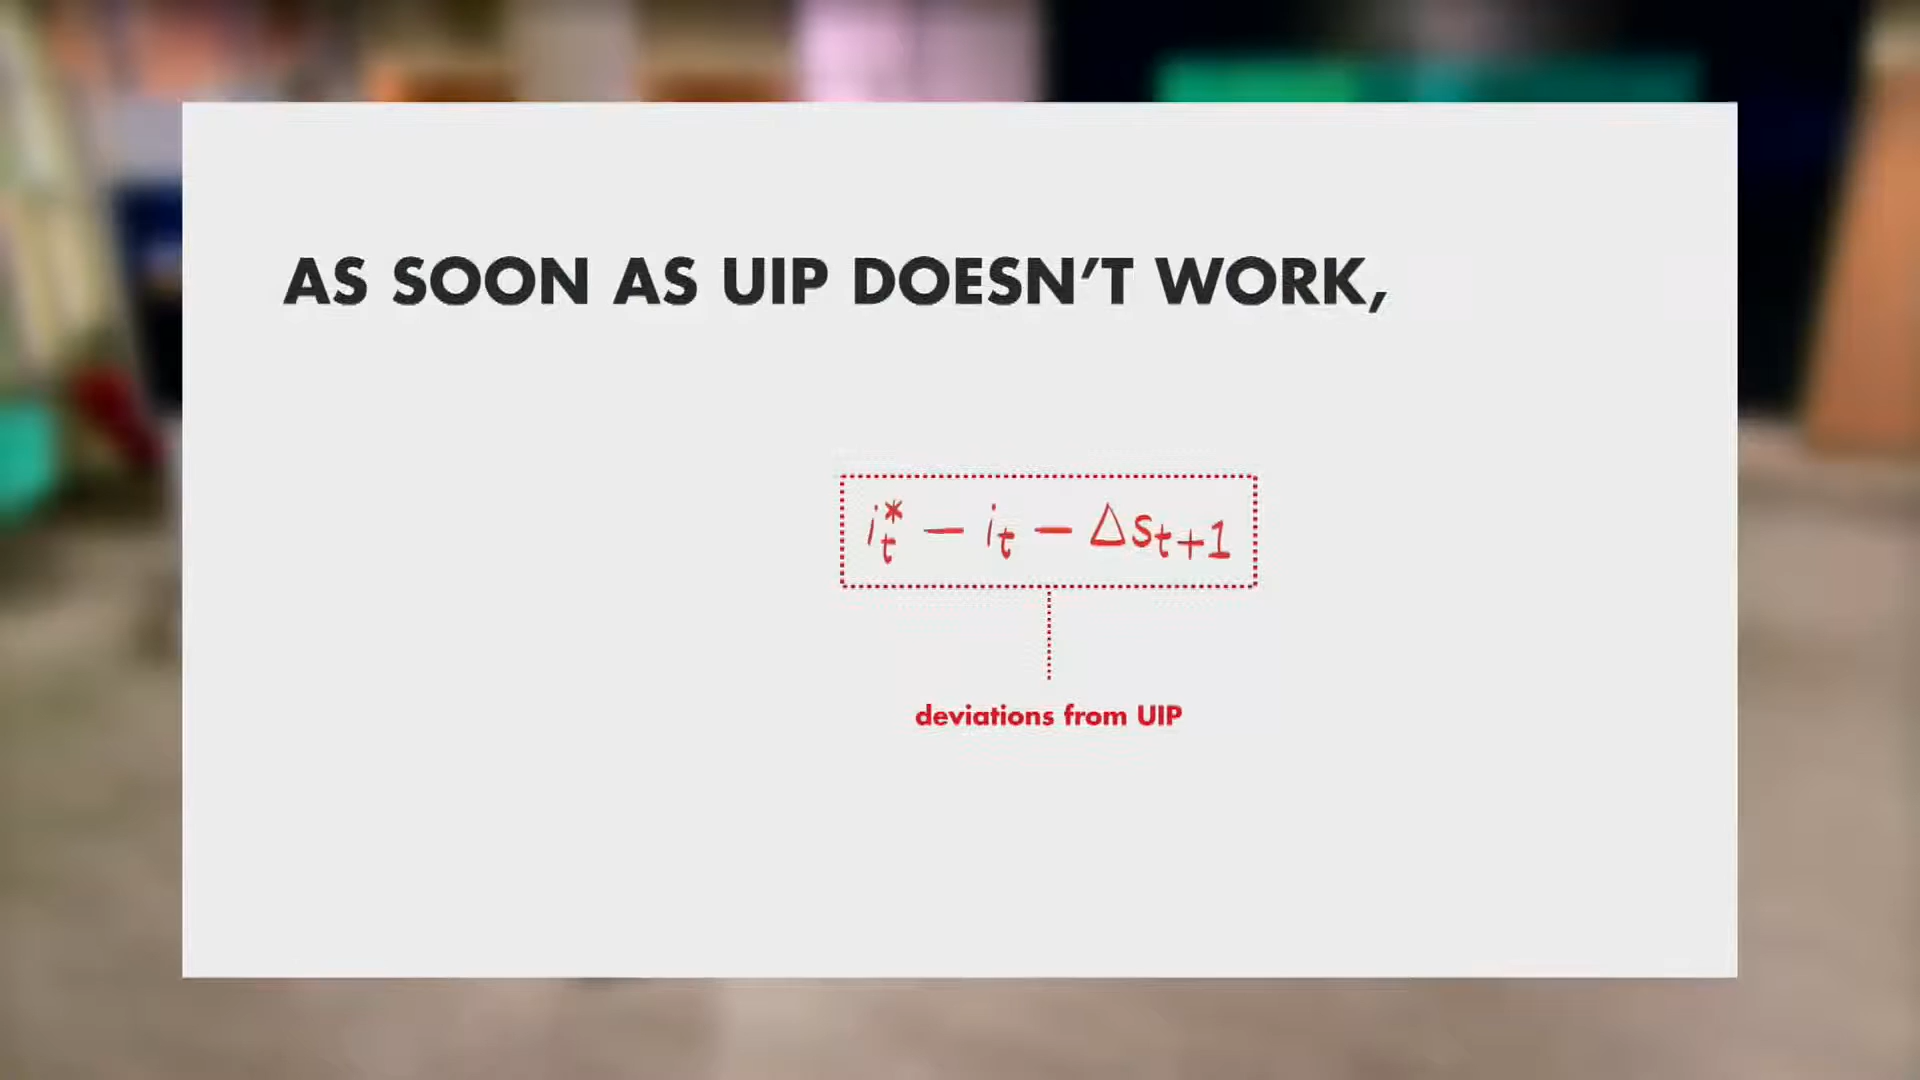 AS SOON AS UIP DOESN’T WORK,
i*t − it − Δst+1
deviations from UIP